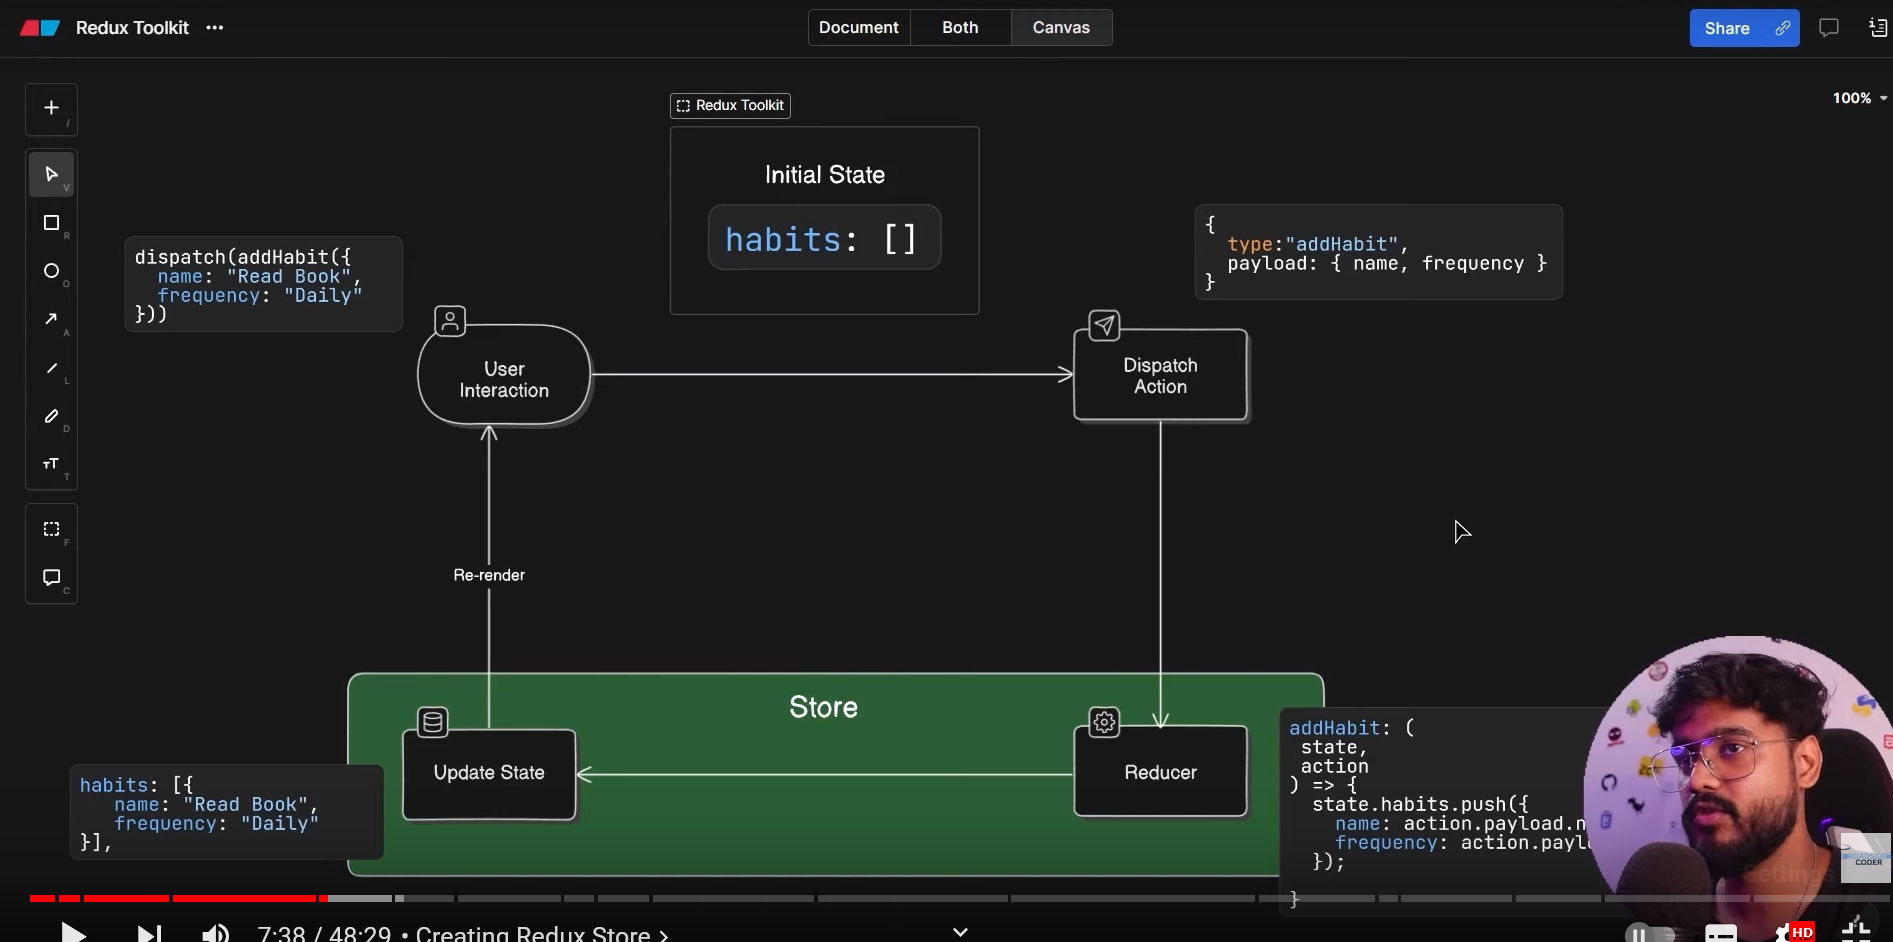 Redux Toolkit
Document
Both
Canvas
Share
100%
Redux Toolkit
Initial State
habits: []
dispatch(addHabit({
name: "Read Book",
frequency: "Daily"
}))
{
type:"addHabit",
payload: { name, frequency }
}
User
Interaction
Dispatch
Action
Re-render
Store
Update State
Reducer
habits: [{
name: "Read Book",
frequency: "Daily"
}],
addHabit: (
state,
action
) => {
state.habits.push({
name: action.payload.n
frequency: action.payl
});
}
/
V
R
O
A
L
D
T
F
C
ROADSIDE
CODER
Settings
7:38 / 48:29 • Creating Redux Store >
HD